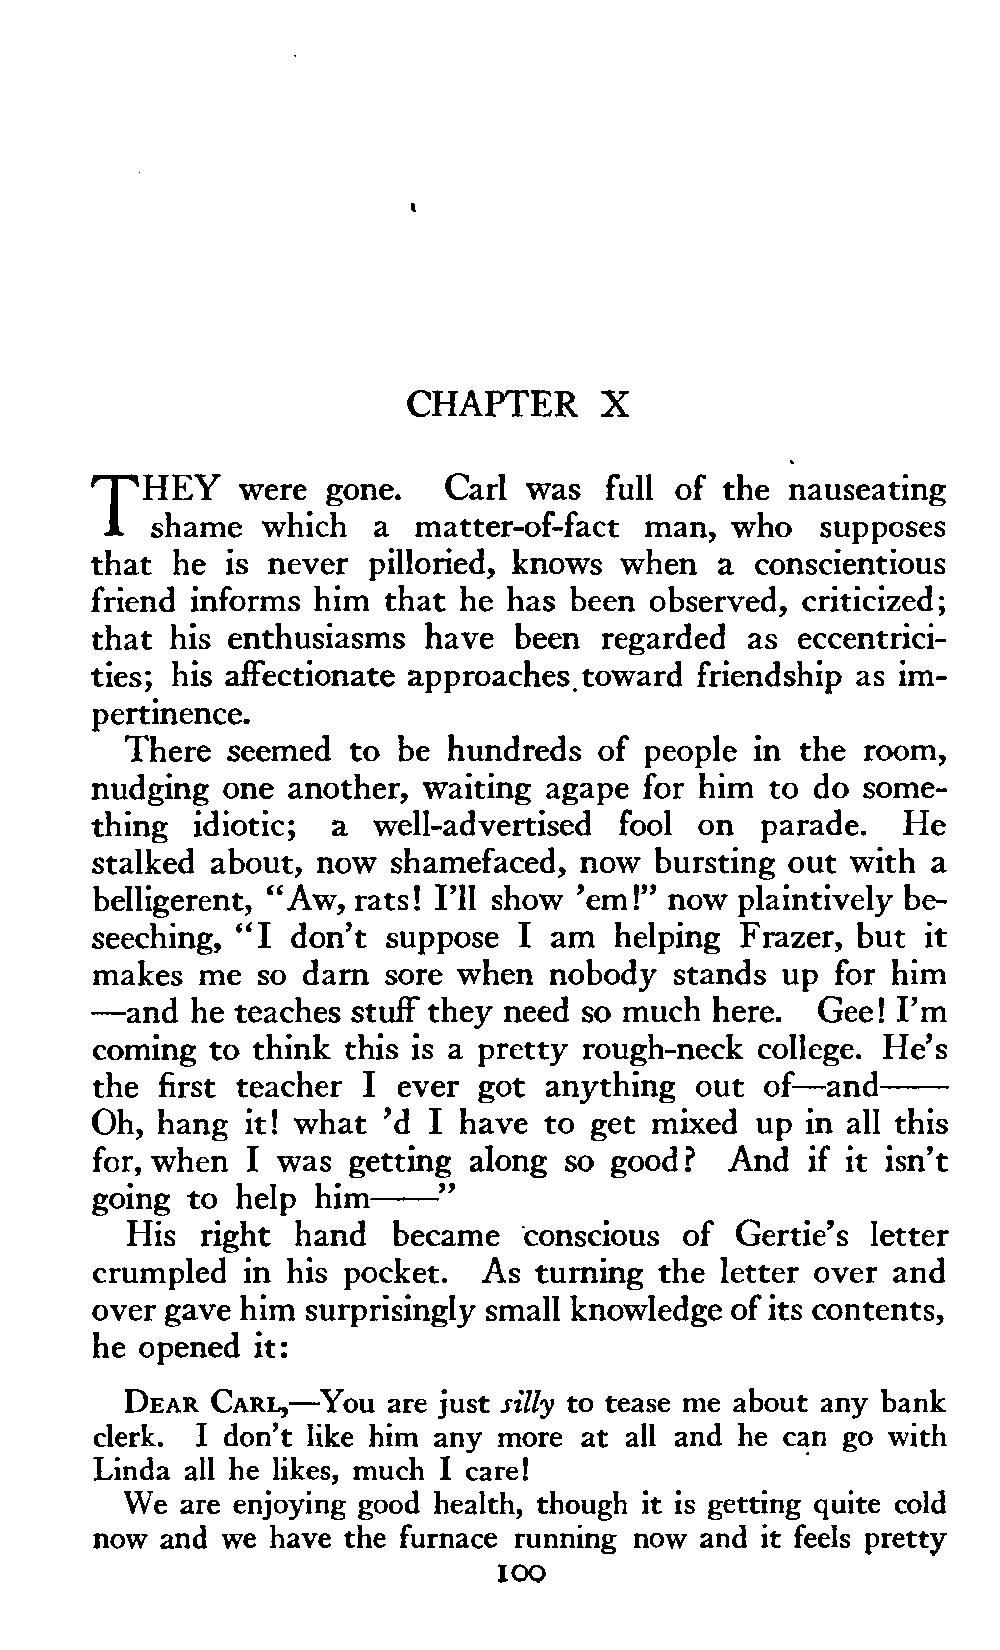 CHAPTER X
THEY were gone. Carl was full of the nauseating
shame which a matter-of-fact man, who supposes
that he is never pilloried, knows when a conscientious
friend informs him that he has been observed, criticized;
that his enthusiasms have been regarded as eccentrici-
ties; his affectionate approaches toward friendship as im-
pertinence.
There seemed to be hundreds of people in the room,
nudging one another, waiting agape for him to do some-
thing idiotic; a well-advertised fool on parade. He
stalked about, now shamefaced, now bursting out with a
belligerent, "Aw, rats! I'll show 'em!" now plaintively be-
seeching, "I don't suppose I am helping Frazer, but it
makes me so darn sore when nobody stands up for him
—and he teaches stuff they need so much here. Gee! I'm
coming to think this is a pretty rough-neck college. He's
the first teacher I ever got anything out of—and——
Oh, hang it! what 'd I have to get mixed up in all this
for, when I was getting along so good? And if it isn't
going to help him——"
His right hand became conscious of Gertie's letter
crumpled in his pocket. As turning the letter over and
over gave him surprisingly small knowledge of its contents,
he opened it:
DEAR CARL,—You are just silly to tease me about any bank
clerk. I don't like him any more at all and he can go with
Linda all he likes, much I care!
We are enjoying good health, though it is getting quite cold
now and we have the furnace running now and it feels pretty
100